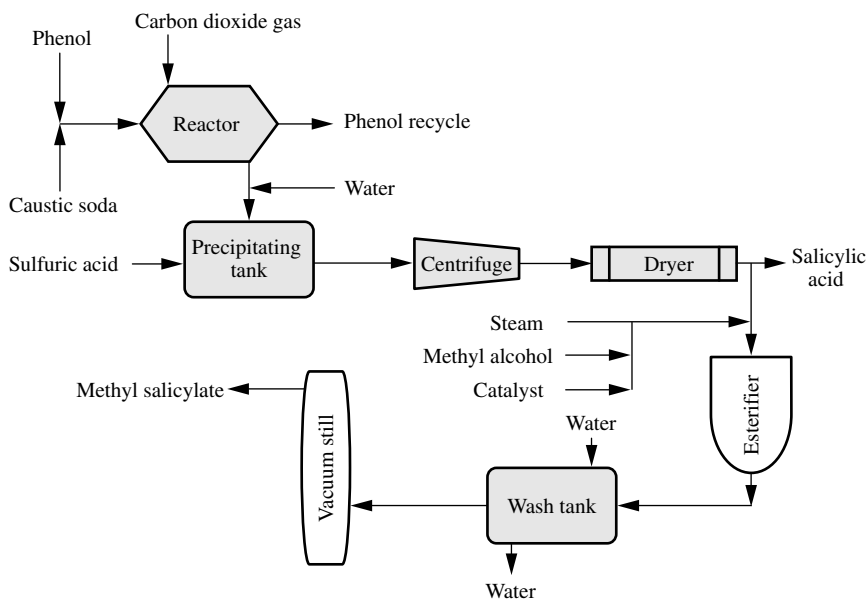 Carbon dioxide gas
Phenol
Reactor
Phenol recycle
Caustic soda
Water
Sulfuric acid
Precipitating
tank
Centrifuge
Dryer
Salicylic
acid
Steam
Methyl alcohol
Catalyst
Esterifier
Methyl salicylate
Vacuum still
Water
Wash tank
Water